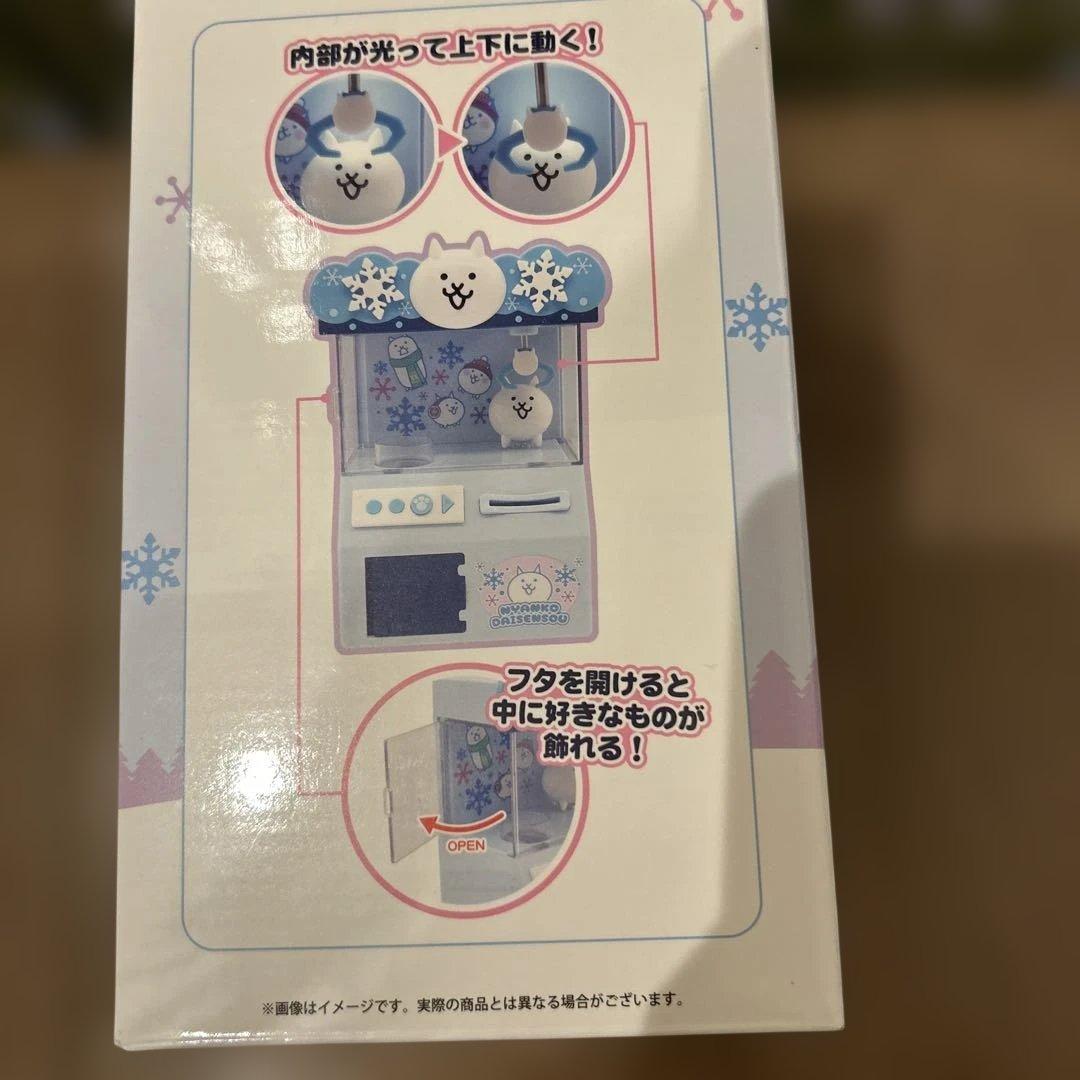 内部が光って上下に動く!
NYANKO
DAISENSOU
フタを開けると
中に好きなものが
飾れる!
OPEN
※画像はイメージです。実際の商品とは異なる場合がございます。